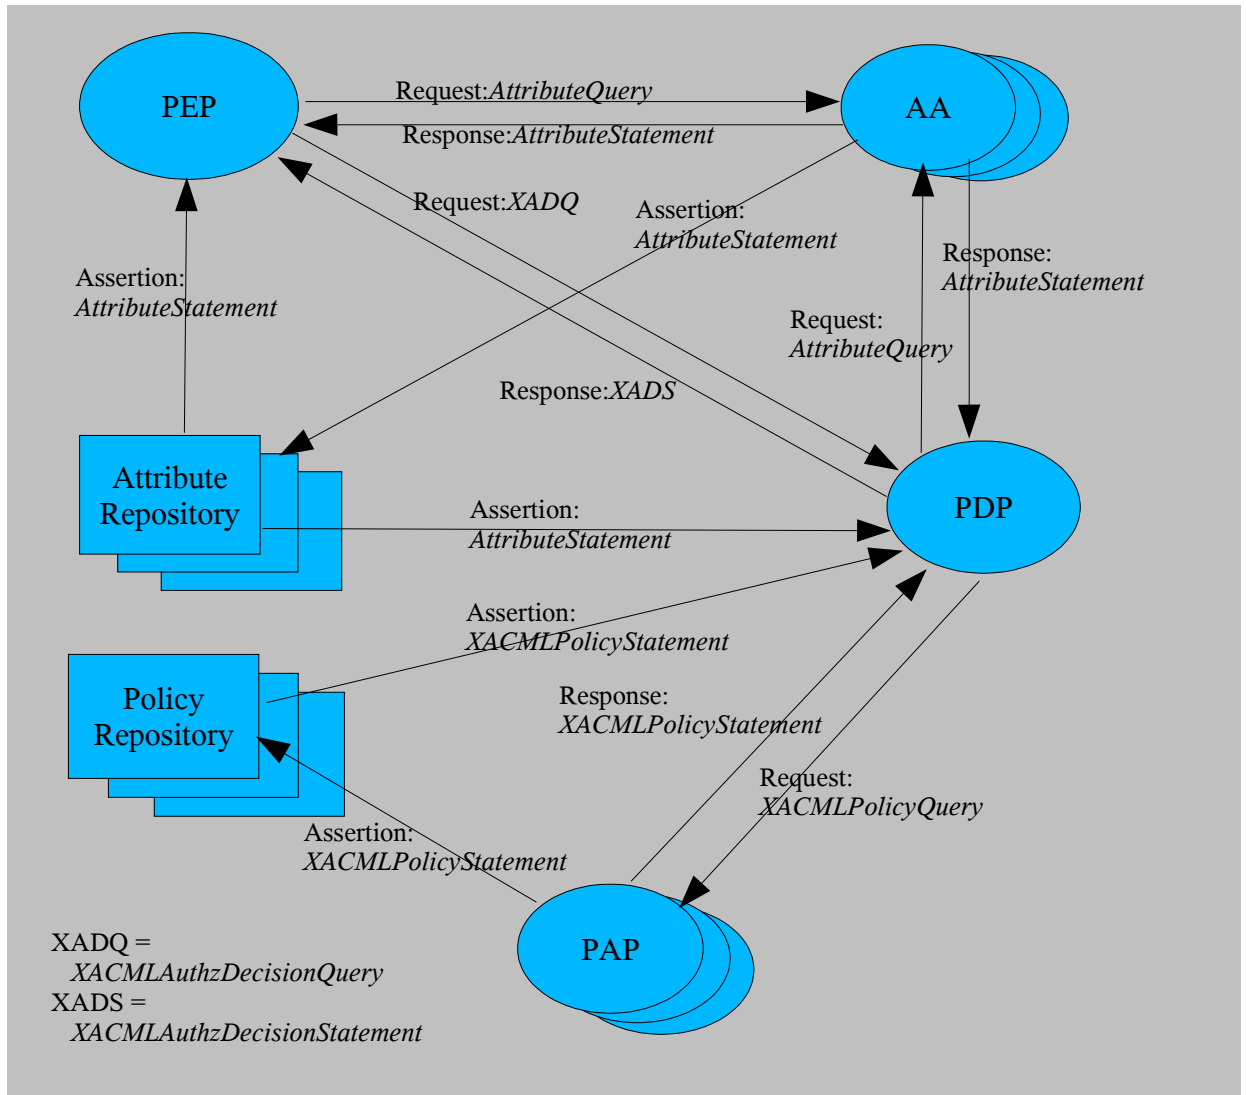 PEP
AA
Request:AttributeQuery
Response:AttributeStatement
Request:XADQ
Assertion:
AttributeStatement
Response:
AttributeStatement
Assertion:
AttributeStatement
Request:
AttributeQuery
Response:XADS
Attribute
Repository
PDP
Assertion:
AttributeStatement
Assertion:
XACMLPolicyStatement
Policy
Repository
Response:
XACMLPolicyStatement
Request:
XACMLPolicyQuery
Assertion:
XACMLPolicyStatement
PAP
XADQ =
XACMLAuthzDecisionQuery
XADS =
XACMLAuthzDecisionStatement